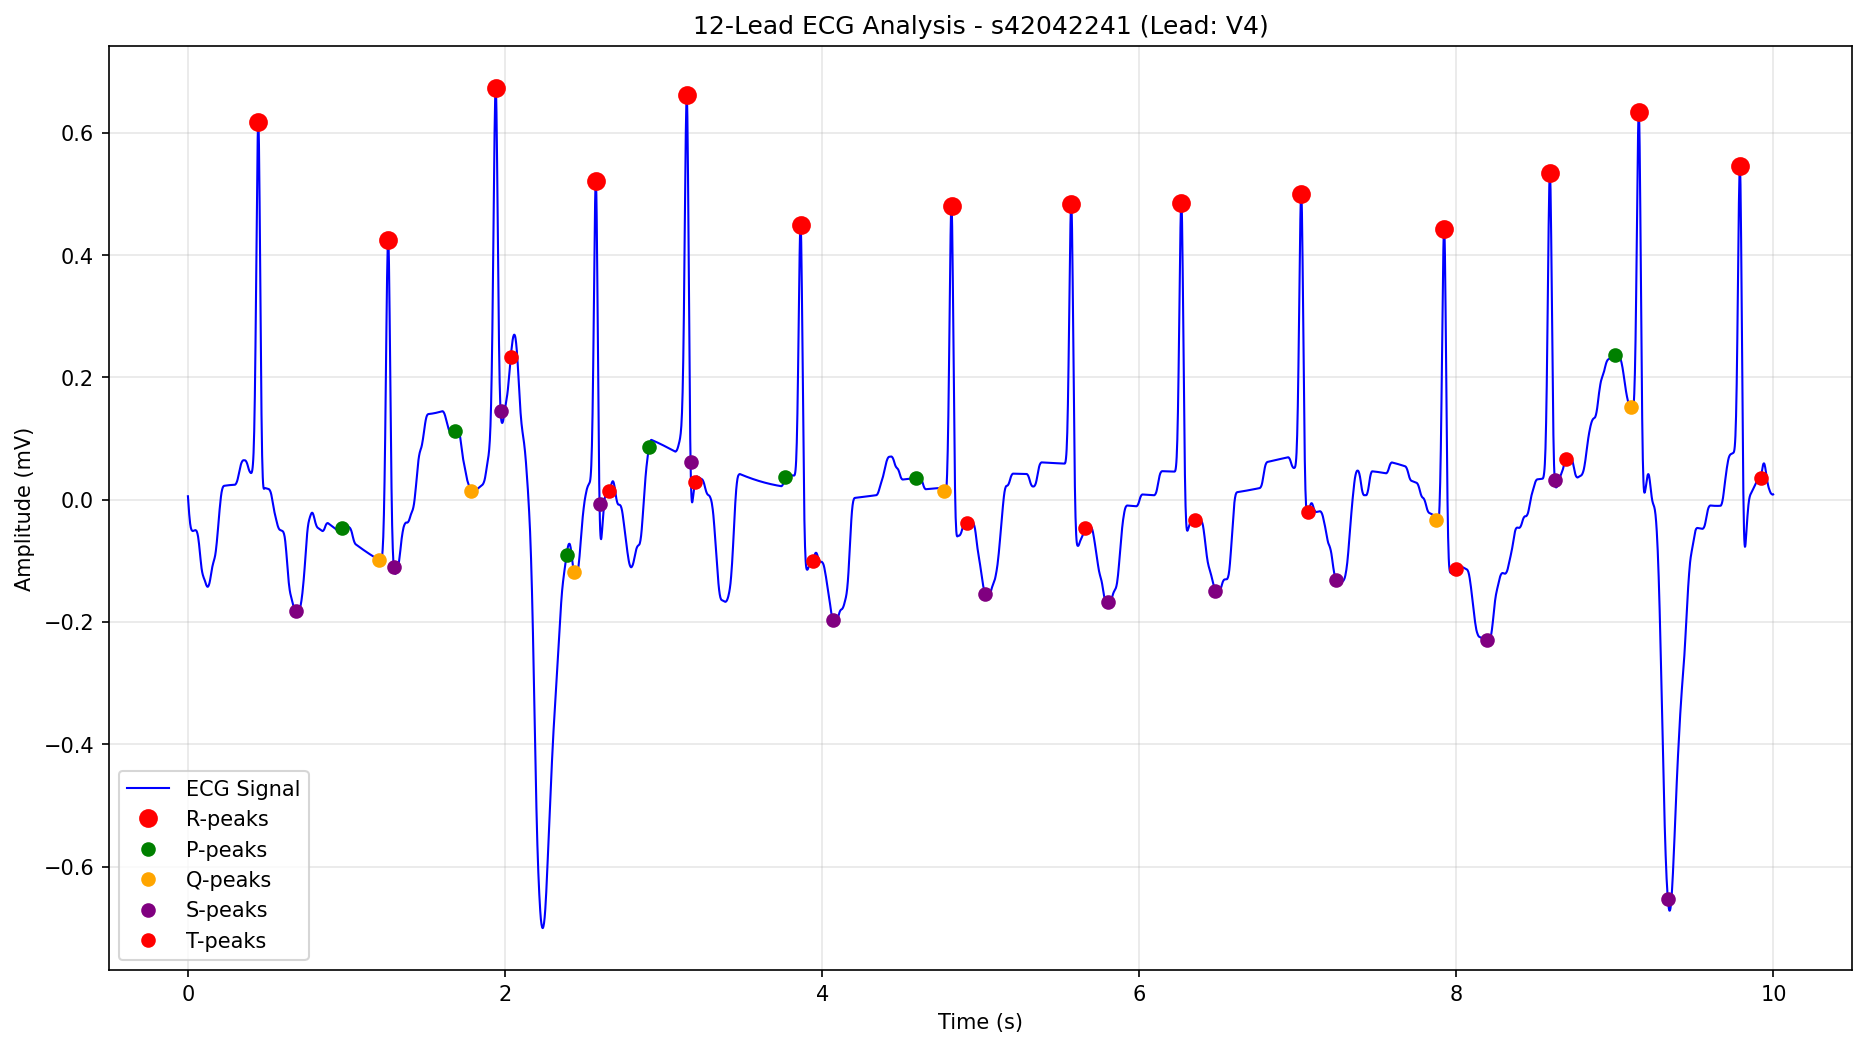 12-Lead ECG Analysis - s42042241 (Lead: V4)
Amplitude (mV)
0.6
0.4
0.2
0.0
−0.2
−0.4
−0.6
ECG Signal
R-peaks
P-peaks
Q-peaks
S-peaks
T-peaks
0 2 4 6 8 10
Time (s)